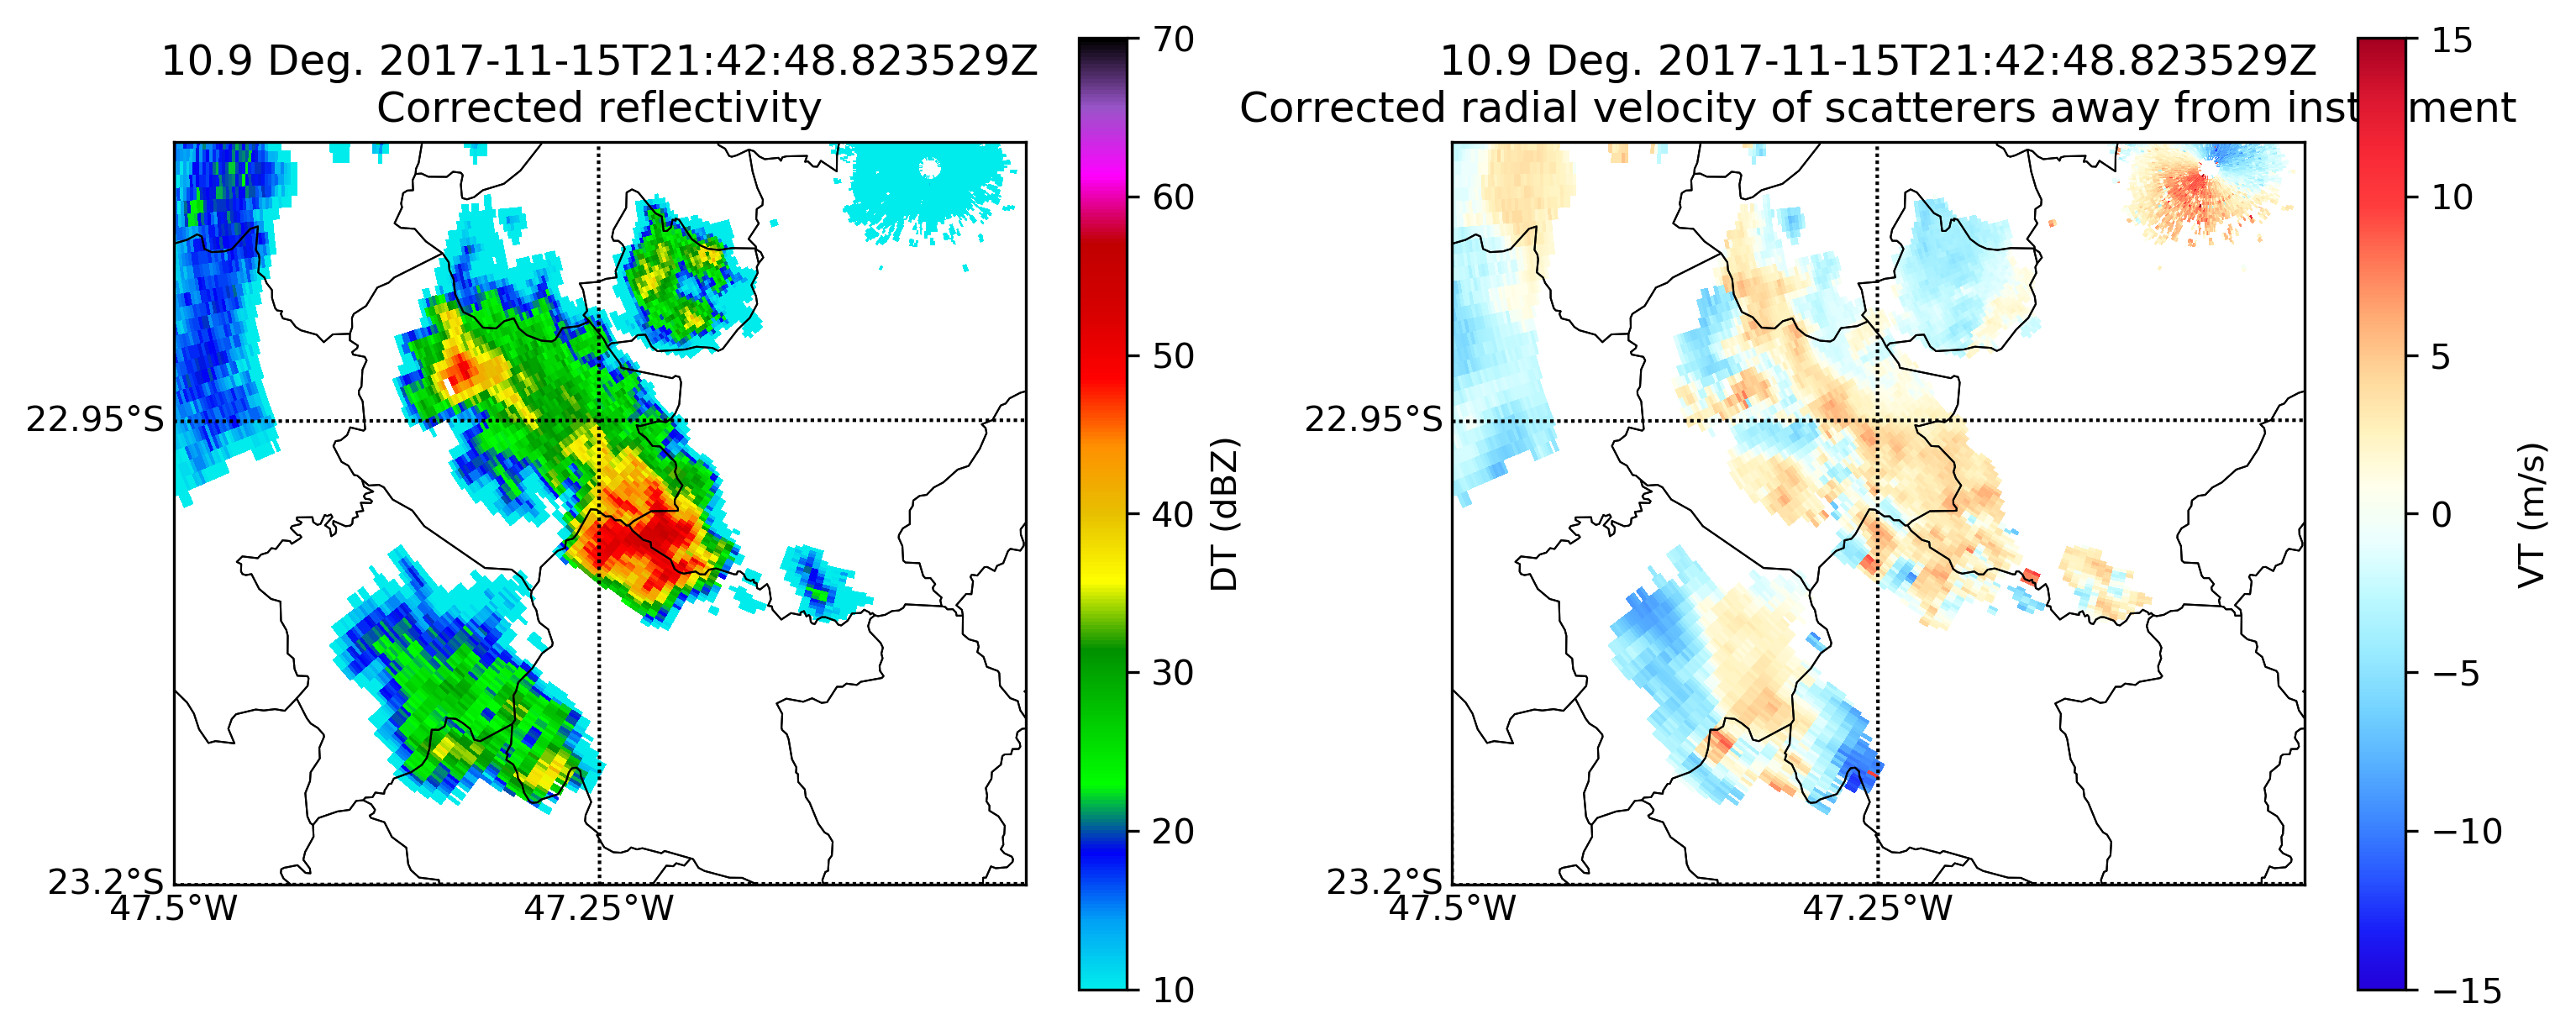 10.9 Deg. 2017-11-15T21:42:48.823529Z
Corrected reflectivity
22.95°S
23.2°S
47.5°W
47.25°W
70
60
50
40
30
20
10
DT (dBZ)
10.9 Deg. 2017-11-15T21:42:48.823529Z
Corrected radial velocity of scatterers away from inst ment
22.95°S
23.2°S
47.5°W
47.25°W
15
10
5
0
−5
−10
−15
VT (m/s)